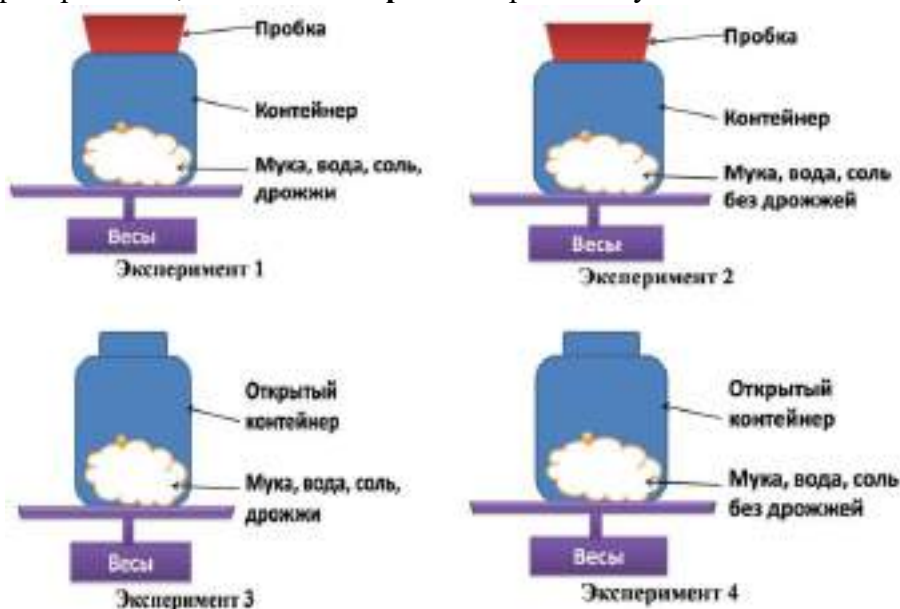 Пробка
Контейнер
Мука, вода, соль,
дрожжи
Весы
Эксперимент 1
Пробка
Контейнер
Мука, вода, соль
без дрожжей
Весы
Эксперимент 2
Открытый
контейнер
Мука, вода, соль,
дрожжи
Весы
Эксперимент 3
Открытый
контейнер
Мука, вода, соль
без дрожжей
Весы
Эксперимент 4